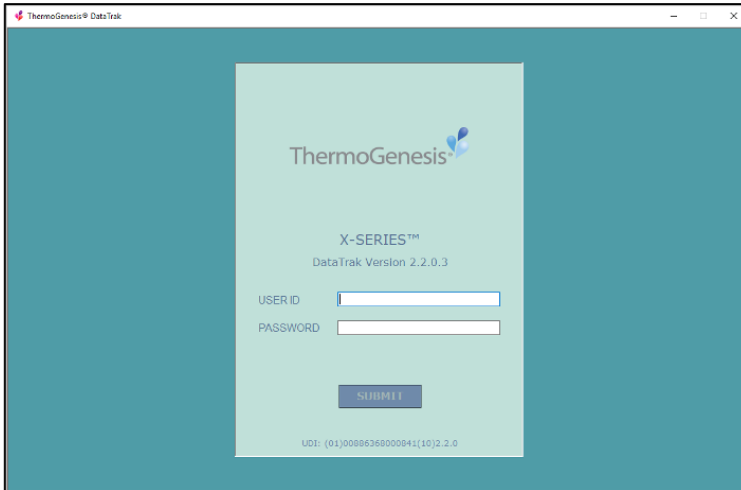 ThermoGenesis® DataTrak
ThermoGenesis®
X-SERIES™
DataTrak Version 2.2.0.3
USER ID
PASSWORD
SUBMIT
UDI: (01)00886368000841(10)2.2.0